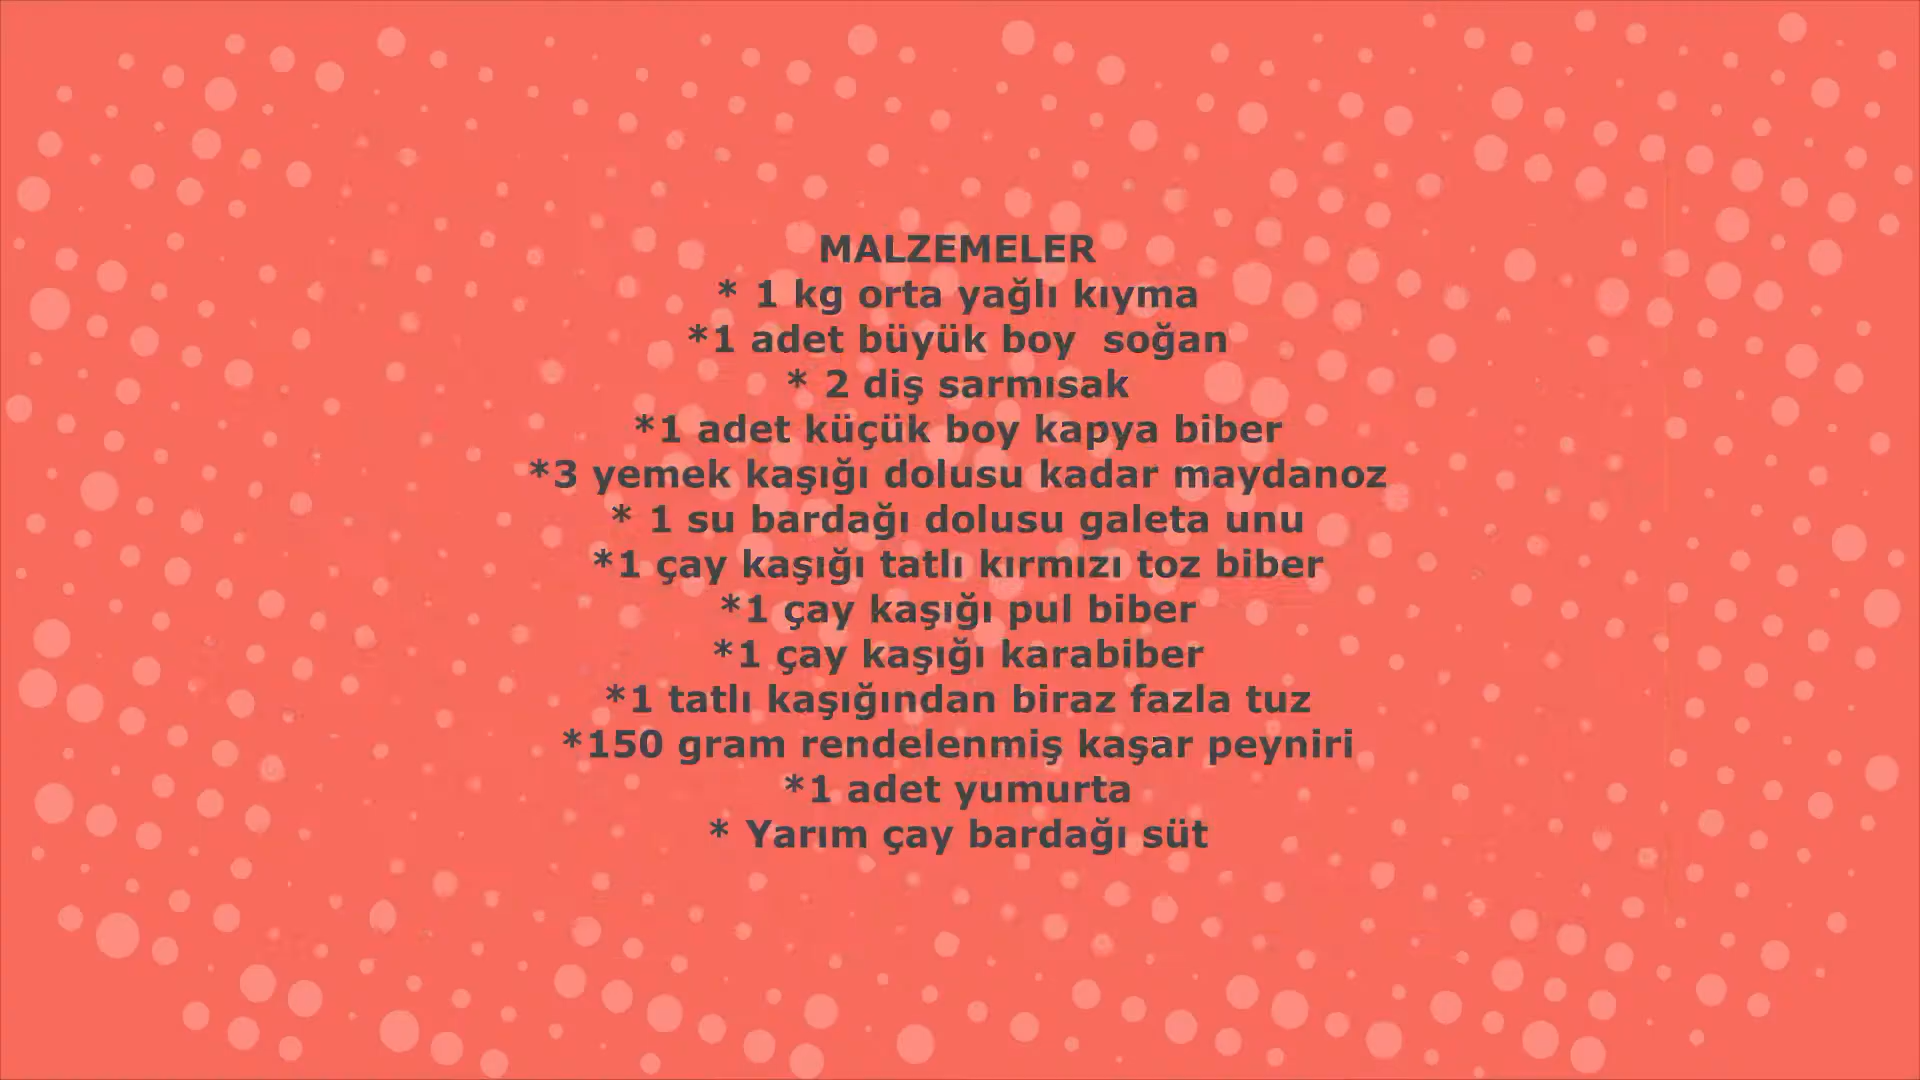 MALZEMELER
* 1 kg orta yağlı kıyma
*1 adet büyük boy  soğan
* 2 diş sarmısak
*1 adet küçük boy kapya biber
*3 yemek kaşığı dolusu kadar maydanoz
* 1 su bardağı dolusu galeta unu
*1 çay kaşığı tatlı kırmızı toz biber
*1 çay kaşığı pul biber
*1 çay kaşığı karabiber
*1 tatlı kaşığından biraz fazla tuz
*150 gram rendelenmiş kaşar peyniri
*1 adet yumurta
* Yarım çay bardağı süt